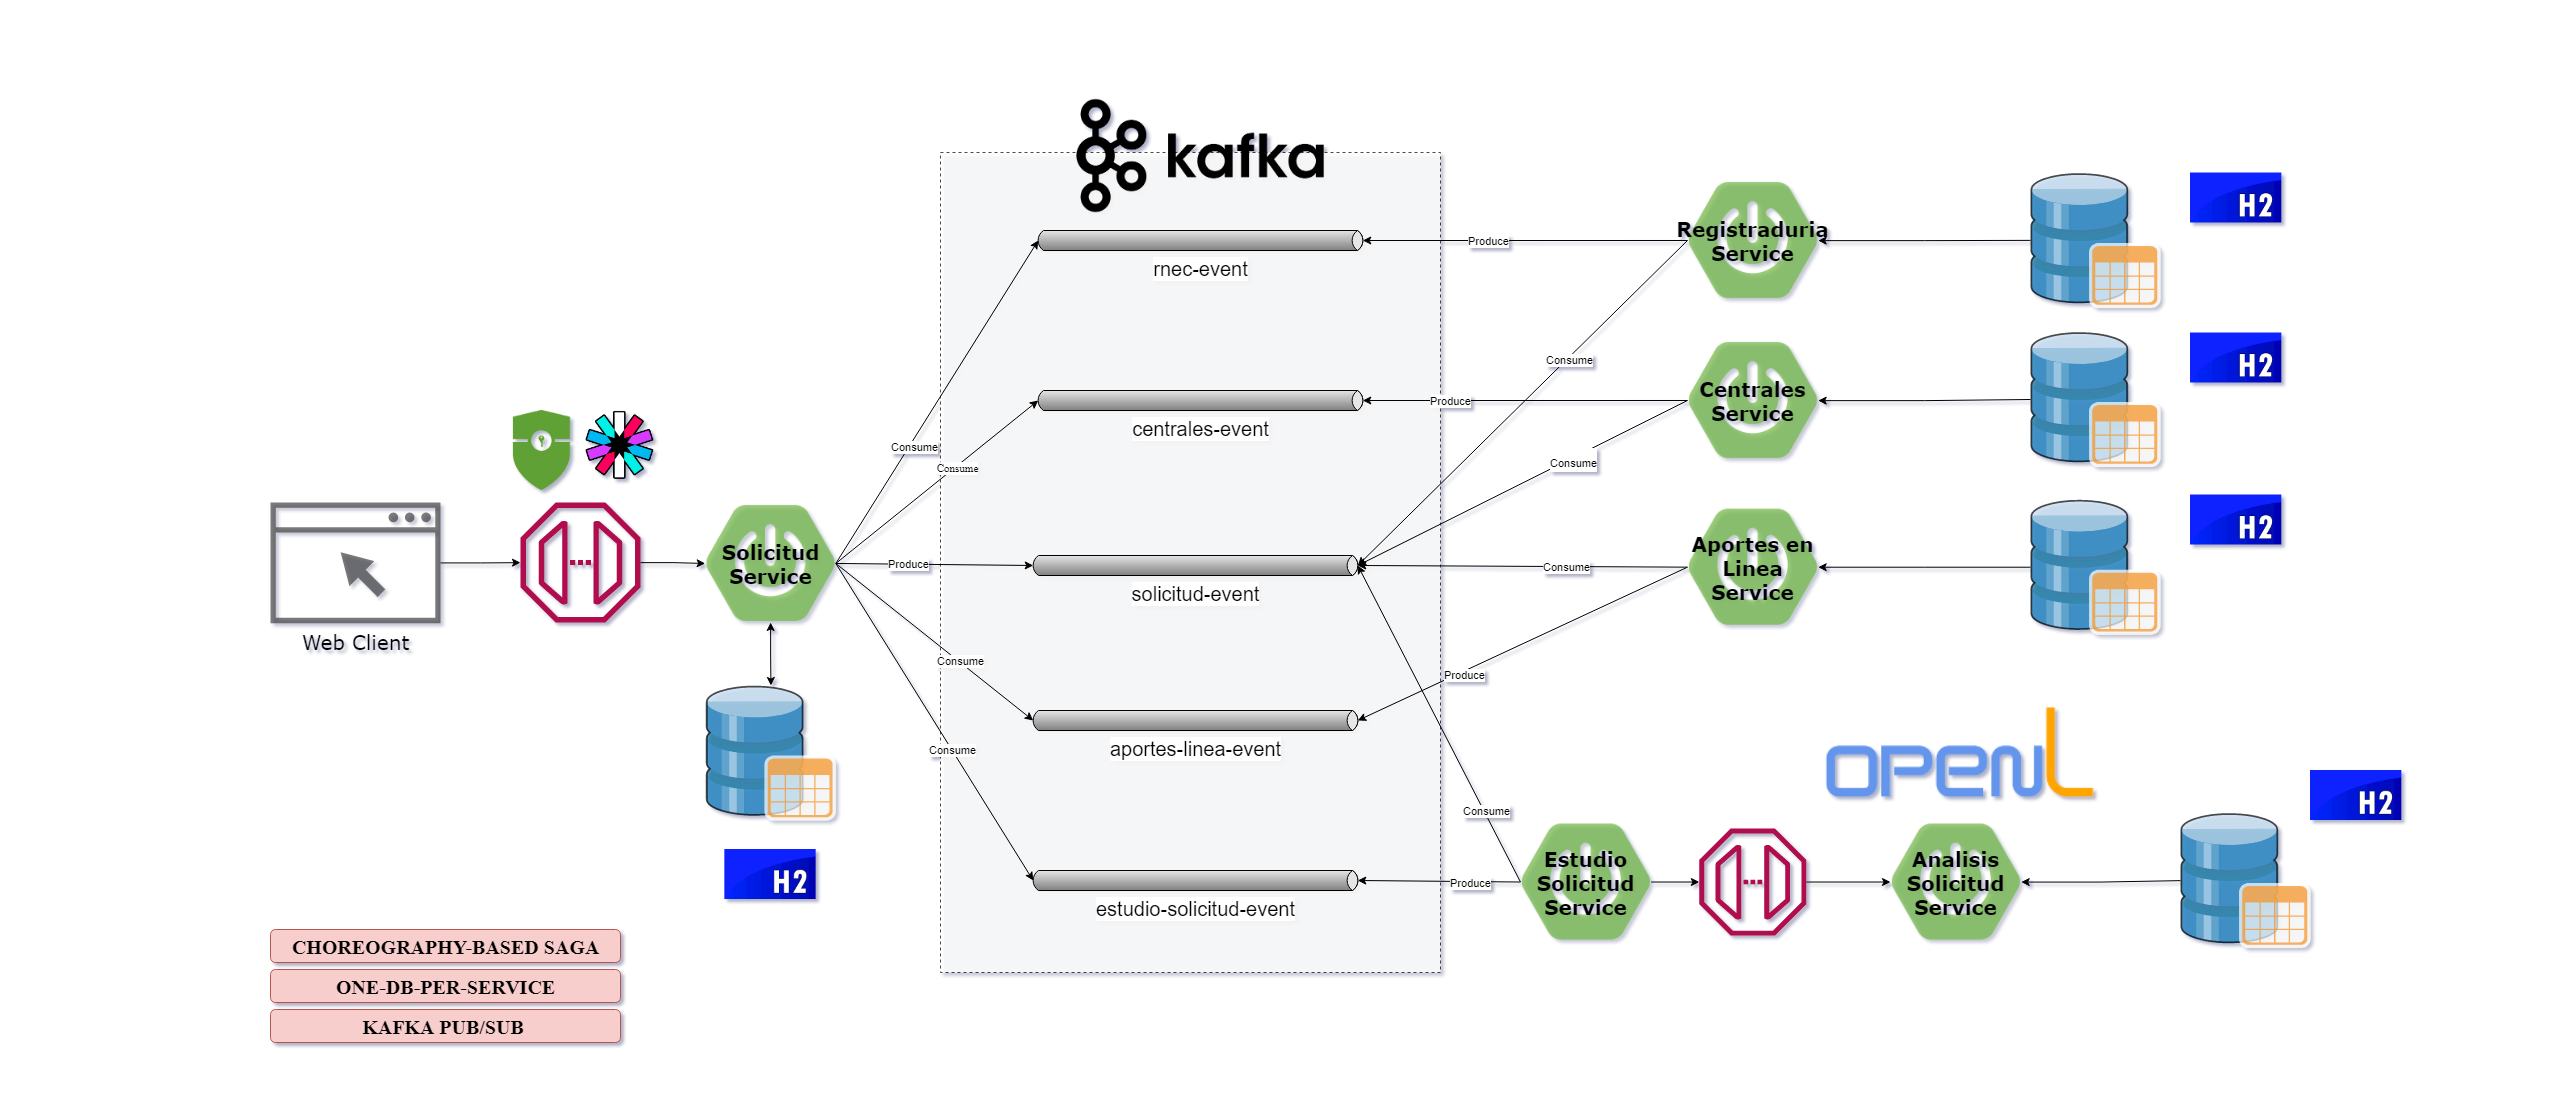 kafka
rnec-event
centrales-event
solicitud-event
aportes-linea-event
estudio-solicitud-event
Web Client
Solicitud
Service
Consume
Consume
Produce
Consume
Consume
H2
Produce
Consume
Produce
Consume
Consume
Produce
Consume
Produce
Registraduria
Service
H2
Centrales
Service
H2
Aportes en
Linea
Service
H2
OPENL
Estudio
Solicitud
Service
Analisis
Solicitud
Service
H2
CHOREOGRAPHY-BASED SAGA
ONE-DB-PER-SERVICE
KAFKA PUB/SUB